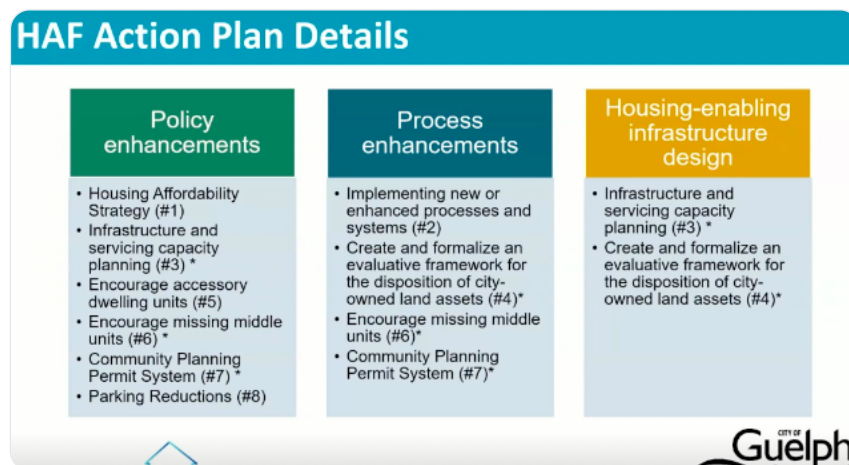 HAF Action Plan Details
Policy
enhancements
• Housing Affordability
Strategy (#1)
• Infrastructure and
servicing capacity
planning (#3) *
• Encourage accessory
dwelling units (#5)
• Encourage missing middle
units (#6) *
• Community Planning
Permit System (#7) *
• Parking Reductions (#8)
Process
enhancements
• Implementing new or
enhanced processes and
systems (#2)
• Create and formalize an
evaluative framework for
the disposition of city-
owned land assets (#4)*
• Encourage missing middle
units (#6)*
• Community Planning
Permit System (#7)*
Housing-enabling
infrastructure
design
• Infrastructure and
servicing capacity
planning (#3) *
• Create and formalize an
evaluative framework for
the disposition of city-
owned land assets (#4)*
CITY OF
Guelph